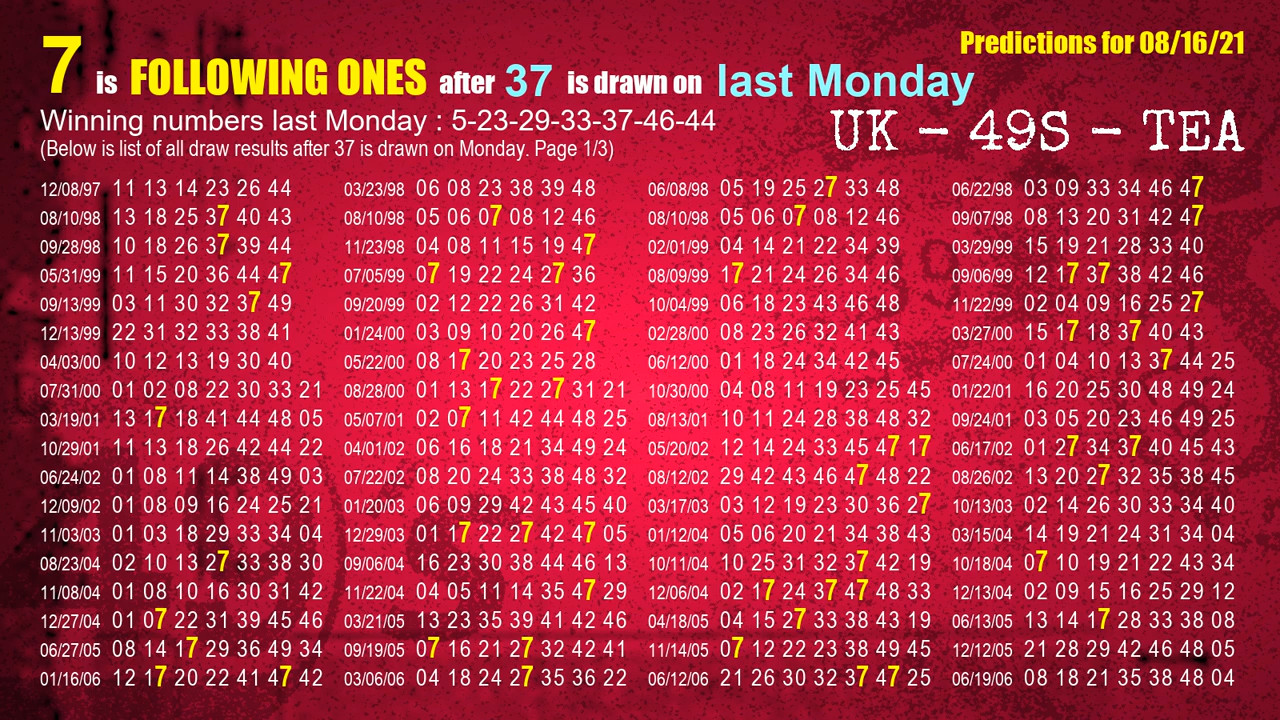 Predictions for 08/16/21
7 is FOLLOWING ONES after 37 is drawn on last Monday
Winning numbers last Monday : 5-23-29-33-37-46-44
UK - 49S - TEA
(Below is list of all draw results after 37 is drawn on Monday. Page 1/3)
12/08/97 11 13 14 23 26 44 03/23/98 06 08 23 38 39 48 06/08/98 05 19 25 27 33 48 06/22/98 03 09 33 34 46 47
08/10/98 13 18 25 37 40 43 08/10/98 05 06 07 08 12 46 08/10/98 05 06 07 08 12 46 09/07/98 08 13 20 31 42 47
09/28/98 10 18 26 37 39 44 11/23/98 04 08 11 15 19 47 02/01/99 04 14 21 22 34 39 03/29/99 15 19 21 28 33 40
05/31/99 11 15 20 36 44 47 07/05/99 07 19 22 24 27 36 08/09/99 17 21 24 26 34 46 09/06/99 12 17 37 38 42 46
09/13/99 03 11 30 32 37 49 09/20/99 02 12 22 26 31 42 10/04/99 06 18 23 43 46 48 11/22/99 02 04 09 16 25 27
12/13/99 22 31 32 33 38 41 01/24/00 03 09 10 20 26 47 02/28/00 08 23 26 32 41 43 03/27/00 15 17 18 37 40 43
04/03/00 10 12 13 19 30 40 05/22/00 08 17 20 23 25 28 06/12/00 01 18 24 34 42 45 07/24/00 01 04 10 13 37 44 25
07/31/00 01 02 08 22 30 33 21 08/28/00 01 13 17 22 27 31 21 10/30/00 04 08 11 19 23 25 45 01/22/01 16 20 25 30 48 49 24
03/19/01 13 17 18 41 44 48 05 05/07/01 02 07 11 42 44 48 25 08/13/01 10 11 24 28 38 48 32 09/24/01 03 05 20 23 46 49 25
10/29/01 11 13 18 26 42 44 22 04/01/02 06 16 18 21 34 49 24 05/20/02 12 14 24 33 45 47 17 06/17/02 01 27 34 37 40 45 43
06/24/02 01 08 11 14 38 49 03 07/22/02 08 20 24 33 38 48 32 08/12/02 29 42 43 46 47 48 22 08/26/02 13 20 27 32 35 38 45
12/09/02 01 08 09 16 24 25 21 01/20/03 06 09 29 42 43 45 40 03/17/03 03 12 19 23 30 36 27 10/13/03 02 14 26 30 33 34 40
11/03/03 01 03 18 29 33 34 04 12/29/03 01 17 22 27 42 47 05 01/12/04 05 06 20 21 34 38 43 03/15/04 14 19 21 24 31 34 04
08/23/04 02 10 13 27 33 38 30 09/06/04 16 23 30 38 44 46 13 10/11/04 10 25 31 32 37 42 19 10/18/04 07 10 19 21 22 43 34
11/08/04 01 08 10 16 30 31 42 11/22/04 04 05 11 14 35 47 29 12/06/04 02 17 24 37 47 48 33 12/13/04 02 09 15 16 25 29 12
12/27/04 01 07 22 31 39 45 46 03/21/05 13 23 35 39 41 42 46 04/18/05 04 15 27 33 38 43 19 06/13/05 13 14 17 28 33 38 08
06/27/05 08 14 17 29 36 49 34 09/19/05 07 16 21 27 32 42 41 11/14/05 07 12 22 23 38 49 45 12/12/05 21 28 29 42 46 48 05
01/16/06 12 17 20 22 41 47 42 03/06/06 04 18 24 27 35 36 22 06/12/06 21 26 30 32 37 47 25 06/19/06 08 18 21 35 38 48 04